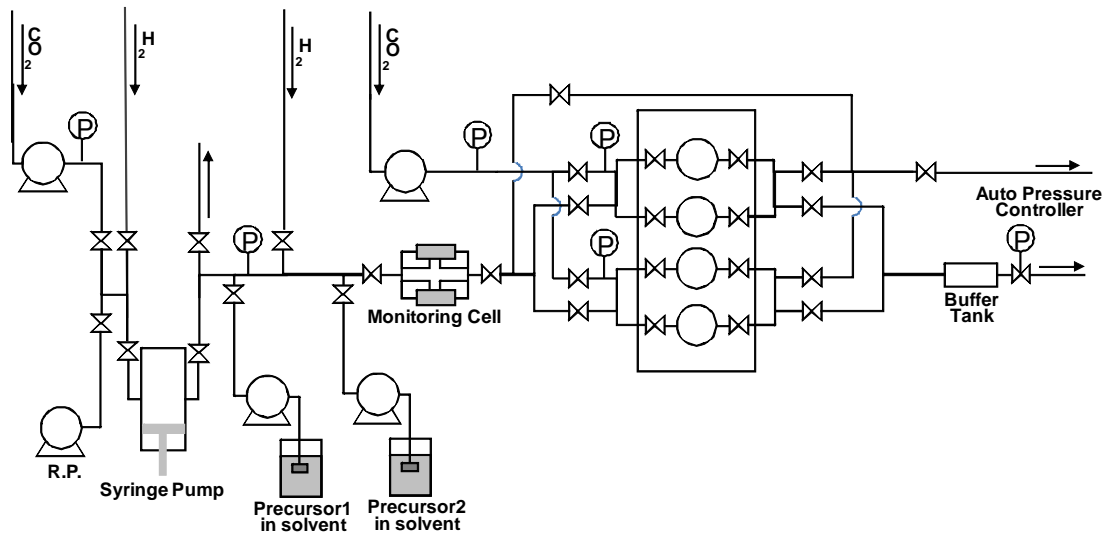 CO2
H2
H2
CO2
P
P
P
P
P
P
Auto Pressure
Controller
Monitoring Cell
Buffer
Tank
R.P.
Syringe Pump
Precursor1
in solvent
Precursor2
in solvent